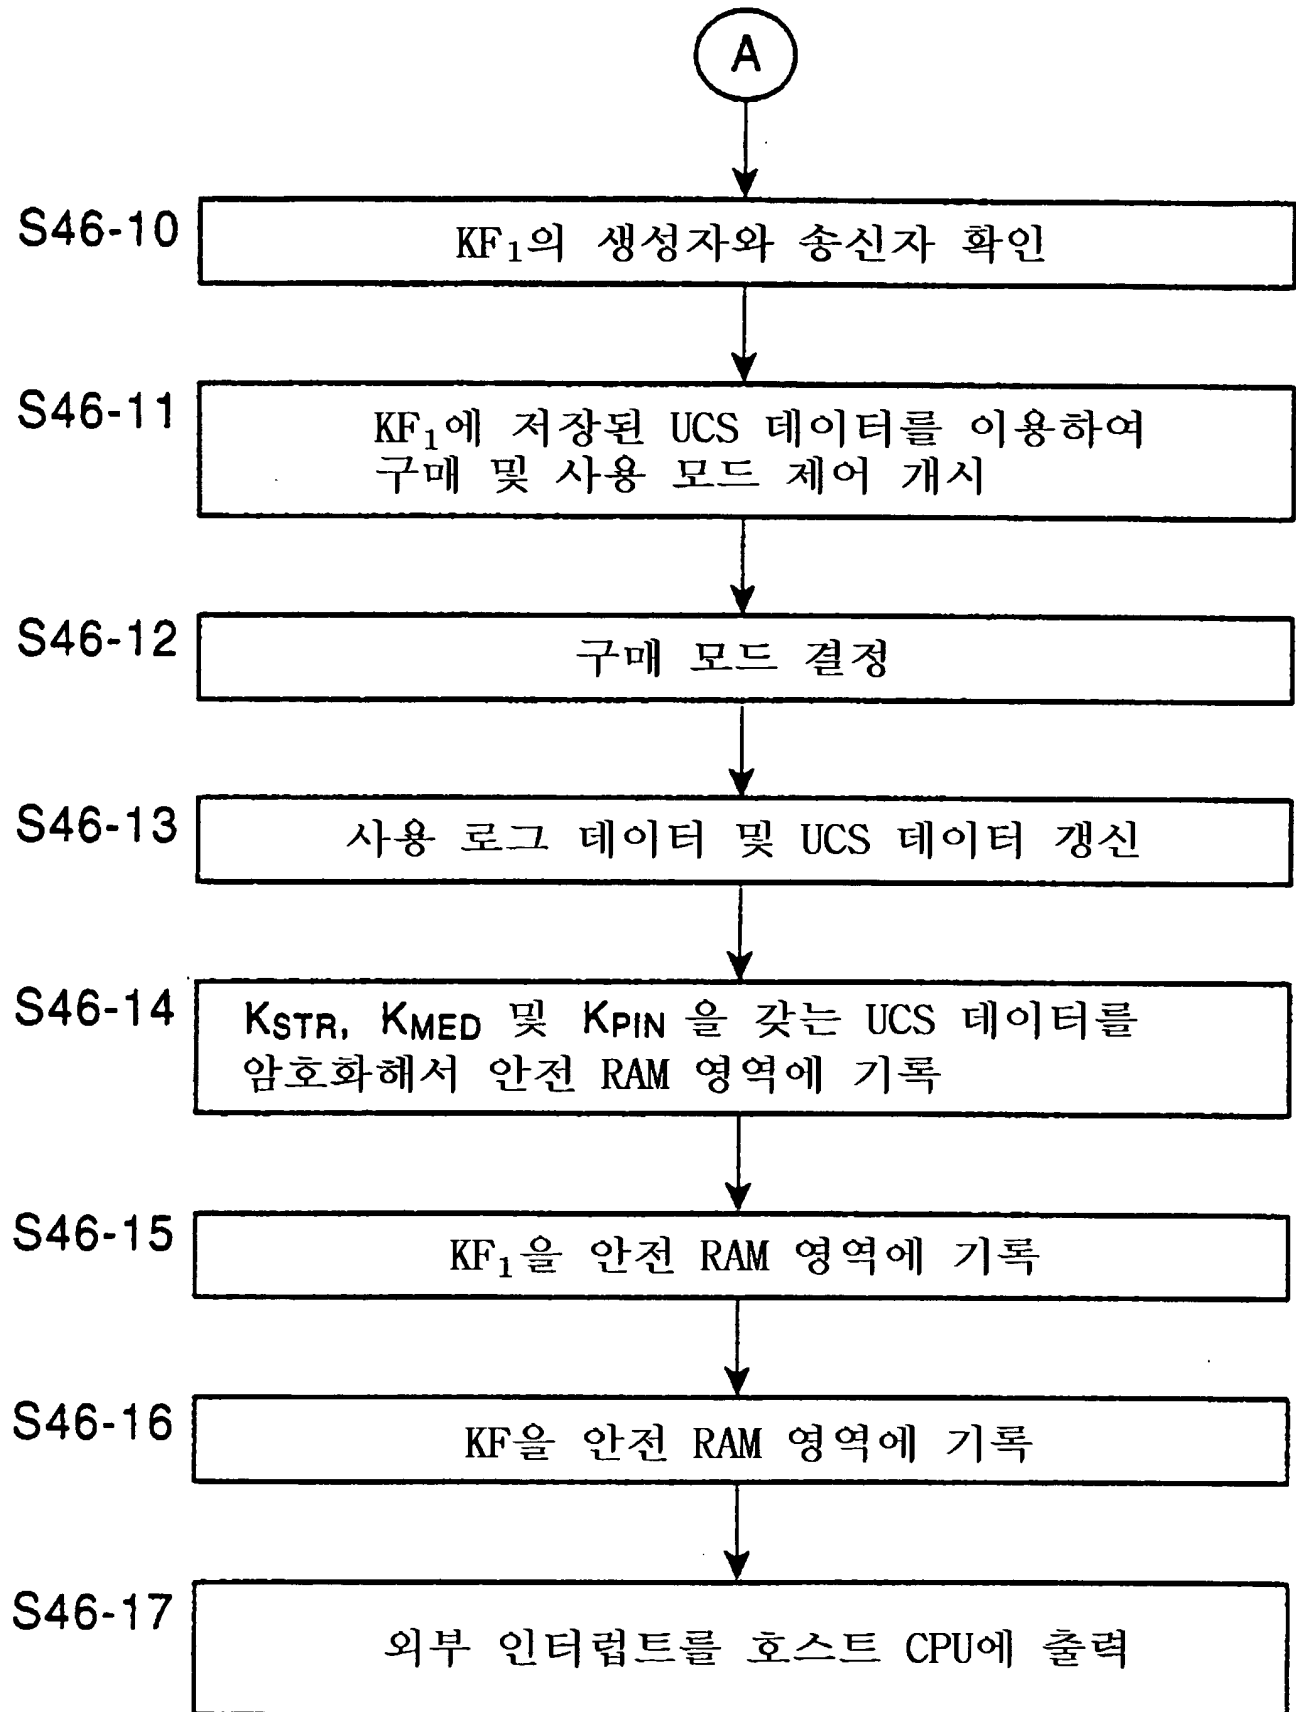 A
S46-10
KF₁의 생성자와 송신자 확인
S46-11
KF₁에 저장된 UCS 데이터를 이용하여
구매 및 사용 모드 제어 개시
S46-12
구매 모드 결정
S46-13
사용 로그 데이터 및 UCS 데이터 갱신
S46-14
KSTR, KMED 및 KPIN 을 갖는 UCS 데이터를
암호화해서 안전 RAM 영역에 기록
S46-15
KF₁을 안전 RAM 영역에 기록
S46-16
KF을 안전 RAM 영역에 기록
S46-17
외부 인터럽트를 호스트 CPU에 출력